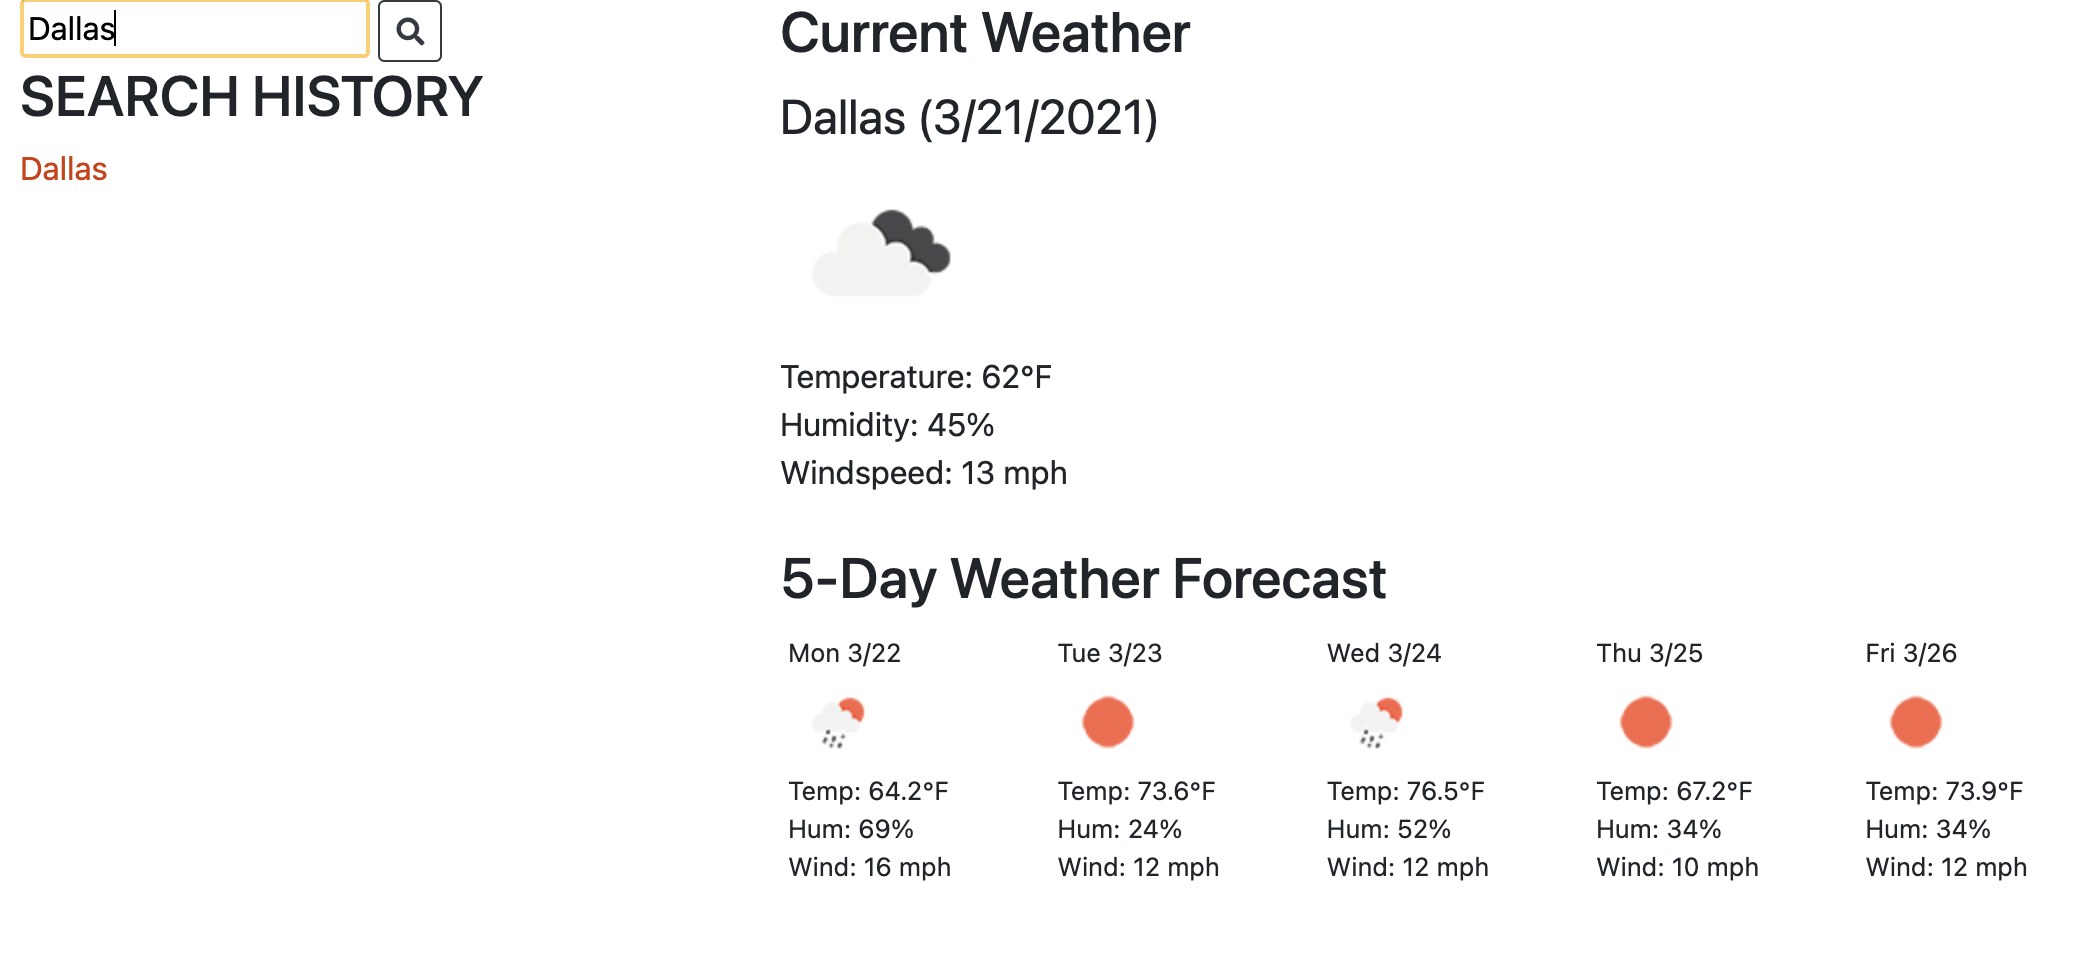 Dallas
SEARCH HISTORY
Dallas
Current Weather
Dallas (3/21/2021)
Temperature: 62°F
Humidity: 45%
Windspeed: 13 mph
5-Day Weather Forecast
Mon 3/22
Temp: 64.2°F
Hum: 69%
Wind: 16 mph
Tue 3/23
Temp: 73.6°F
Hum: 24%
Wind: 12 mph
Wed 3/24
Temp: 76.5°F
Hum: 52%
Wind: 12 mph
Thu 3/25
Temp: 67.2°F
Hum: 34%
Wind: 10 mph
Fri 3/26
Temp: 73.9°F
Hum: 34%
Wind: 12 mph